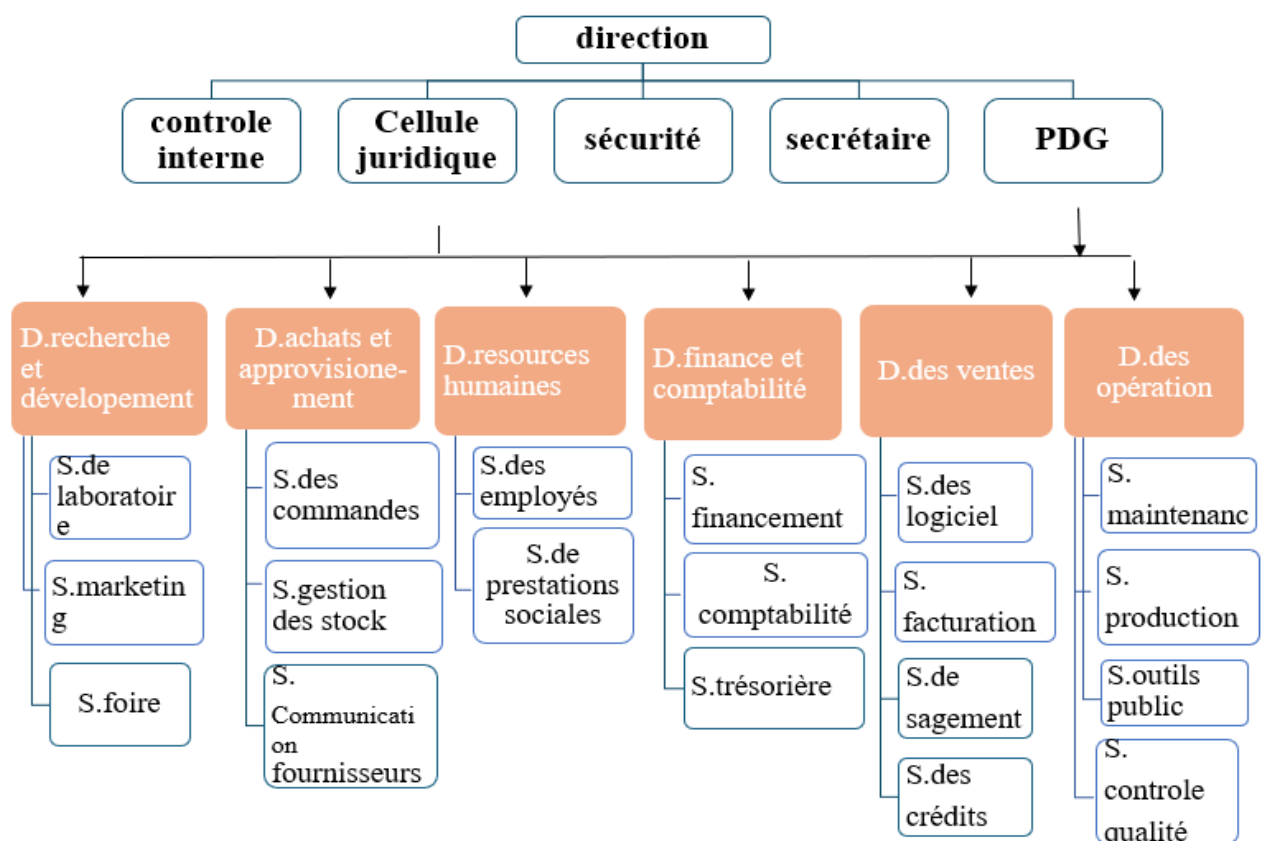 direction
controle
interne
Cellule
juridique
sécurité
secrétaire
PDG
D.recherche
et
dévelopement
D.achats et
approvisione-
ment
D.resources
humaines
D.finance et
comptabilité
D.des ventes
D.des
opération
S.de
laboratoir
e
S.marketin
g
S.foire
S.des
commandes
S.gestion
des stock
S.
Communicati
on
fournisseurs
S.des
employés
S.de
prestations
sociales
S.
financement
S.
comptabilité
S.trésorière
S.des
logiciel
S.
facturation
S.de
sagement
S.des
crédits
S.
maintenanc
S.
production
S.outils
public
S.
controle
qualité